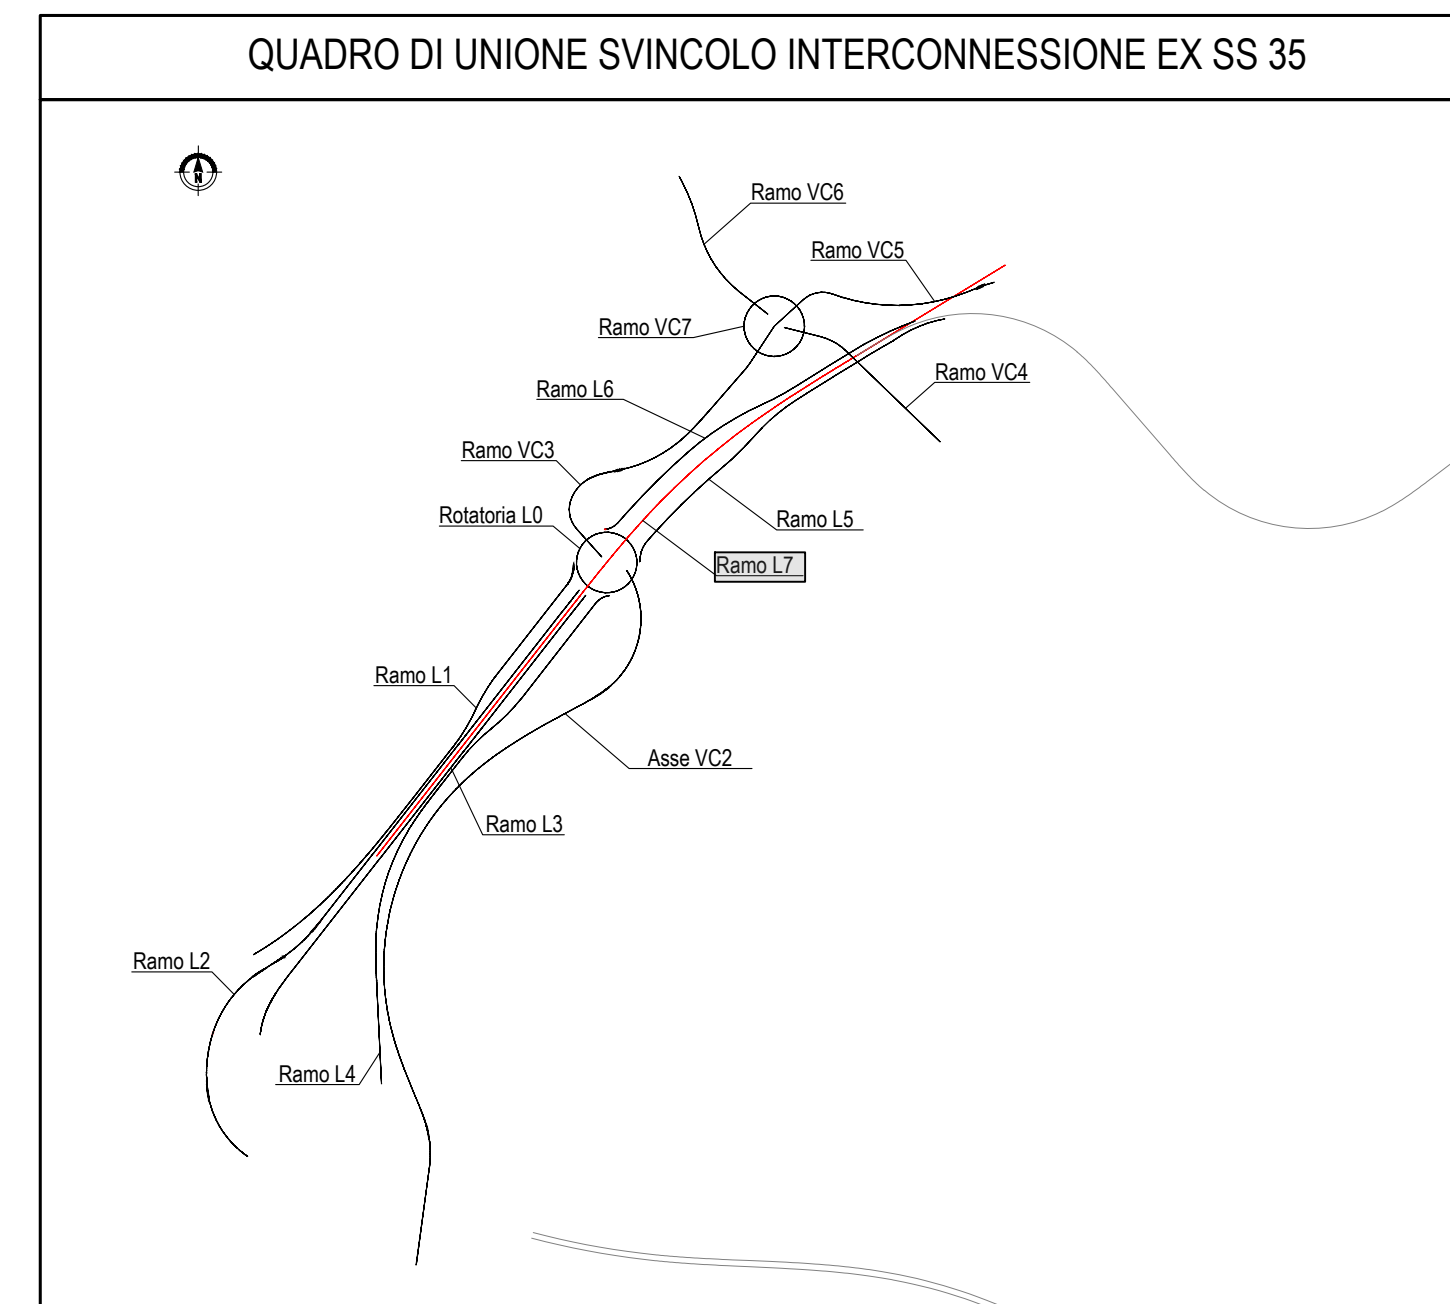 QUADRO DI UNIONE SVINCOLO INTERCONNESSIONE EX SS 35
N
Ramo VC6
Ramo VC5
Ramo VC7
Ramo VC4
Ramo L6
Ramo VC3
Rotatoria L0
Ramo L5
Ramo L7
Ramo L1
Asse VC2
Ramo L3
Ramo L2
Ramo L4